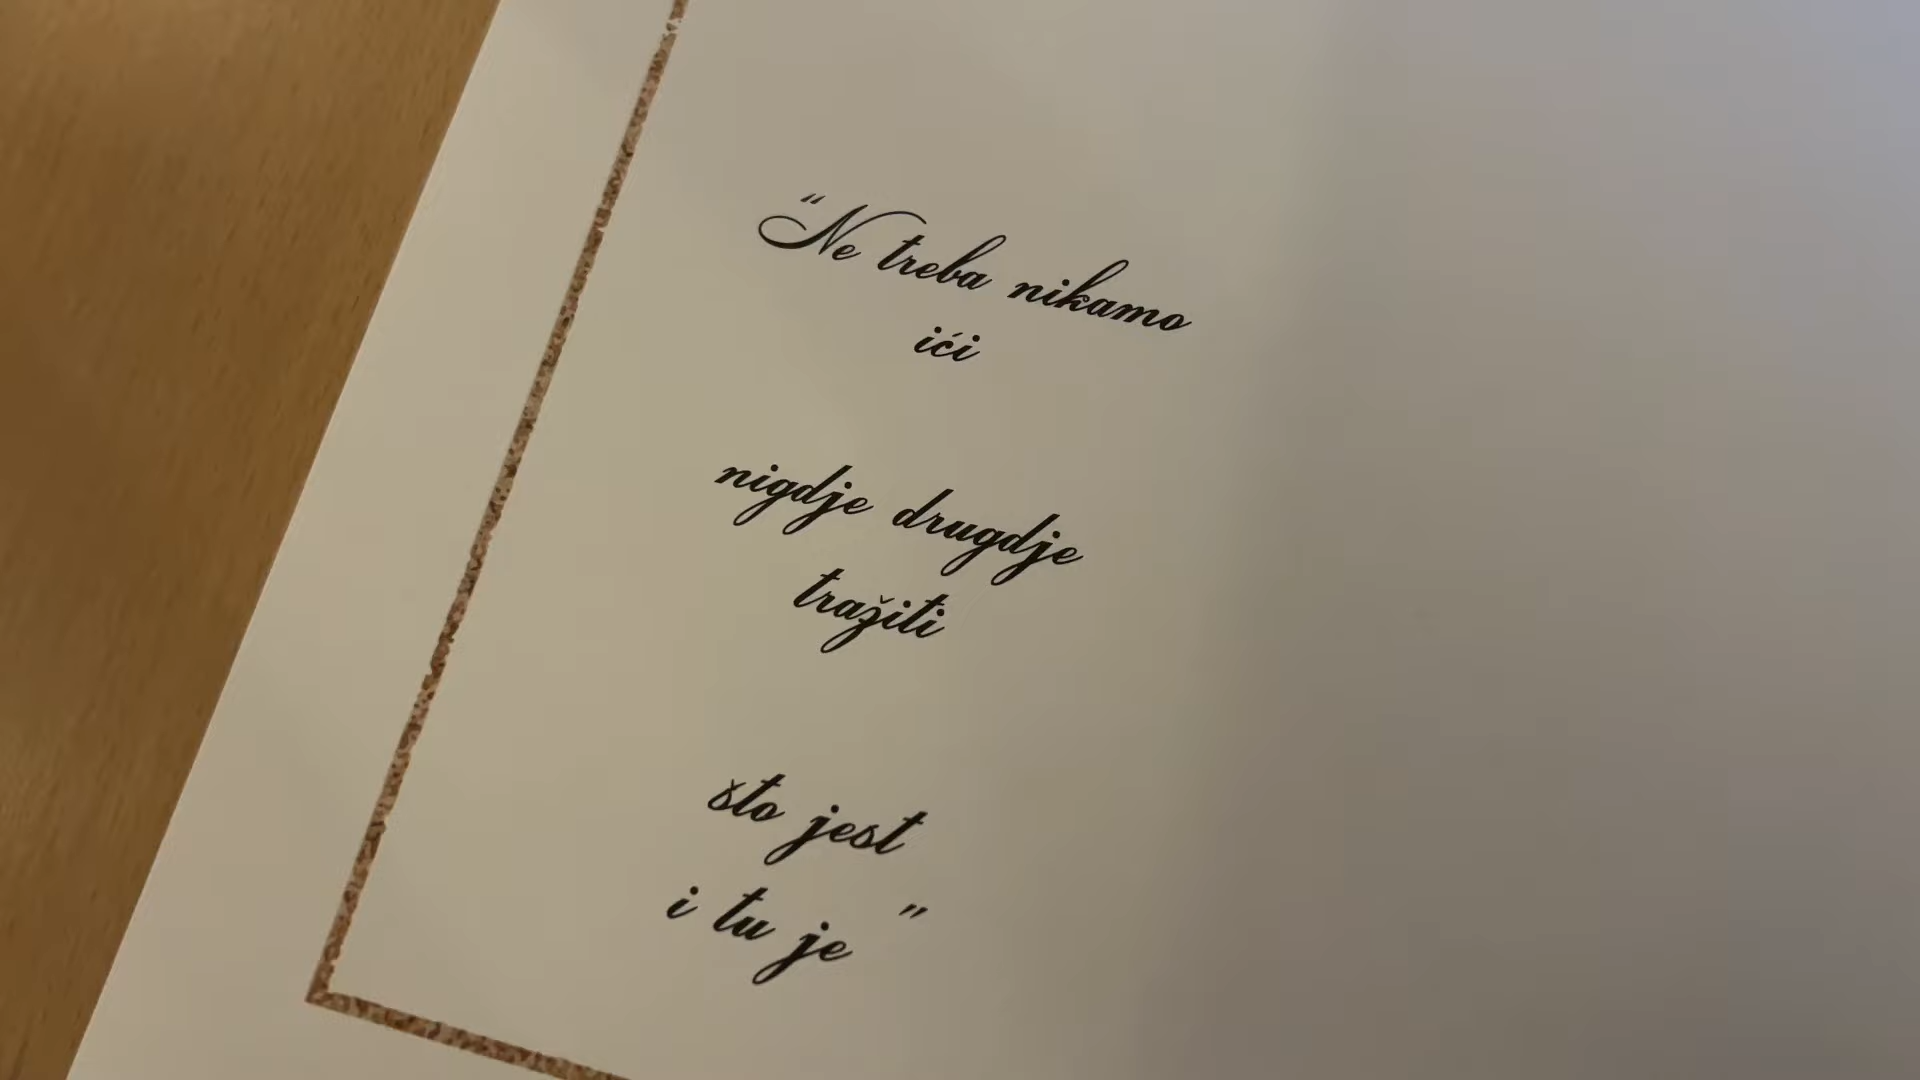 “Ne treba nikamo
ići
nigdje drugdje
tražiti
što jest
i tu je ”